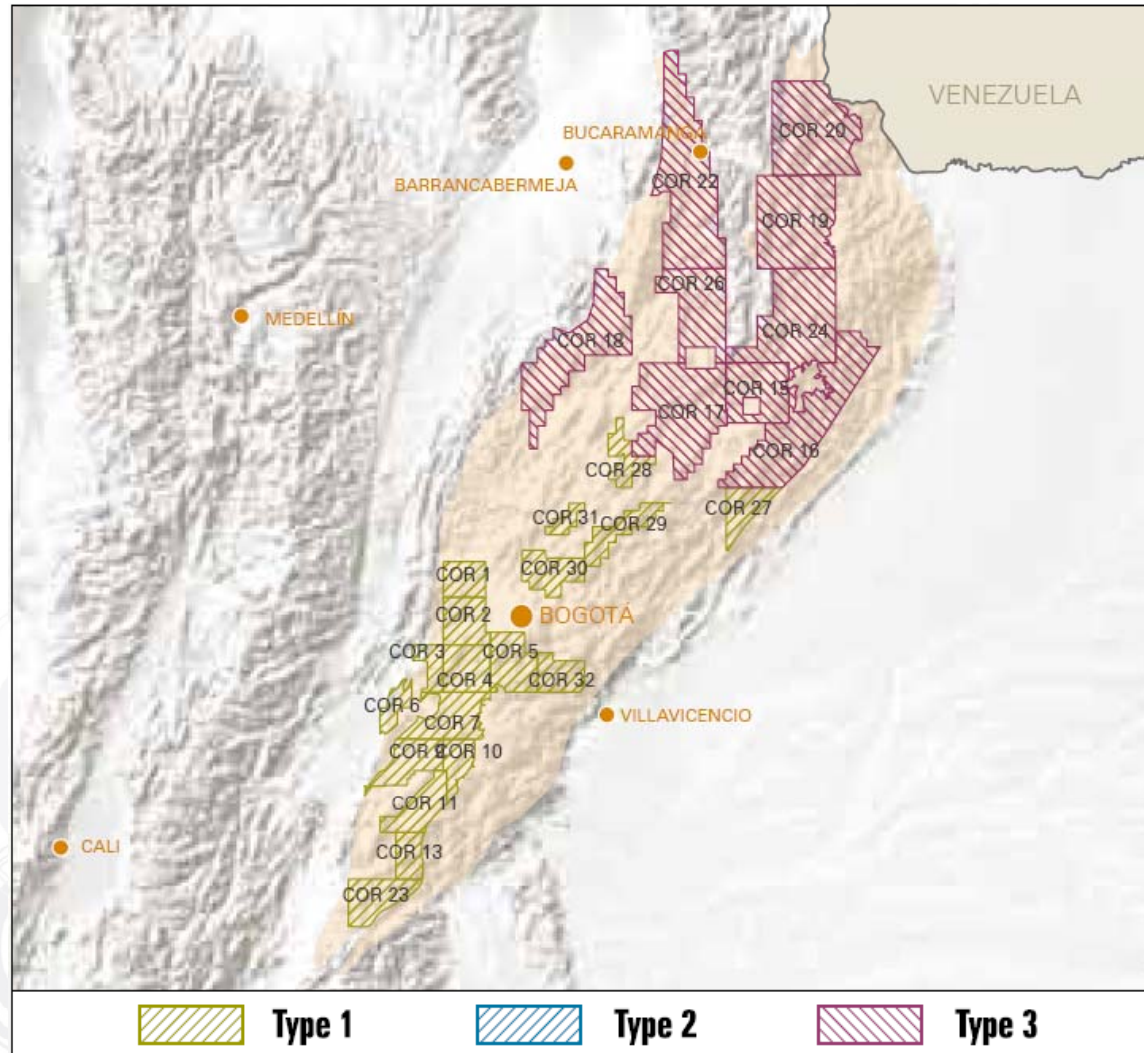 VENEZUELA
COR 20
BUCARAMANGA
BARRANCABERMEJA
COR 22
COR 19
COR 26
MEDELLÍN
COR 24
COR 18
COR 15
COR 17
COR 16
COR 28
COR 27
COR 31
COR 29
COR 30
COR 1
COR 2
BOGOTÁ
COR 3
COR 5
COR 4
COR 32
COR 6
COR 7
VILLAVICENCIO
COR 9
COR 10
COR 11
CALI
COR 13
COR 23
Type 1
Type 2
Type 3